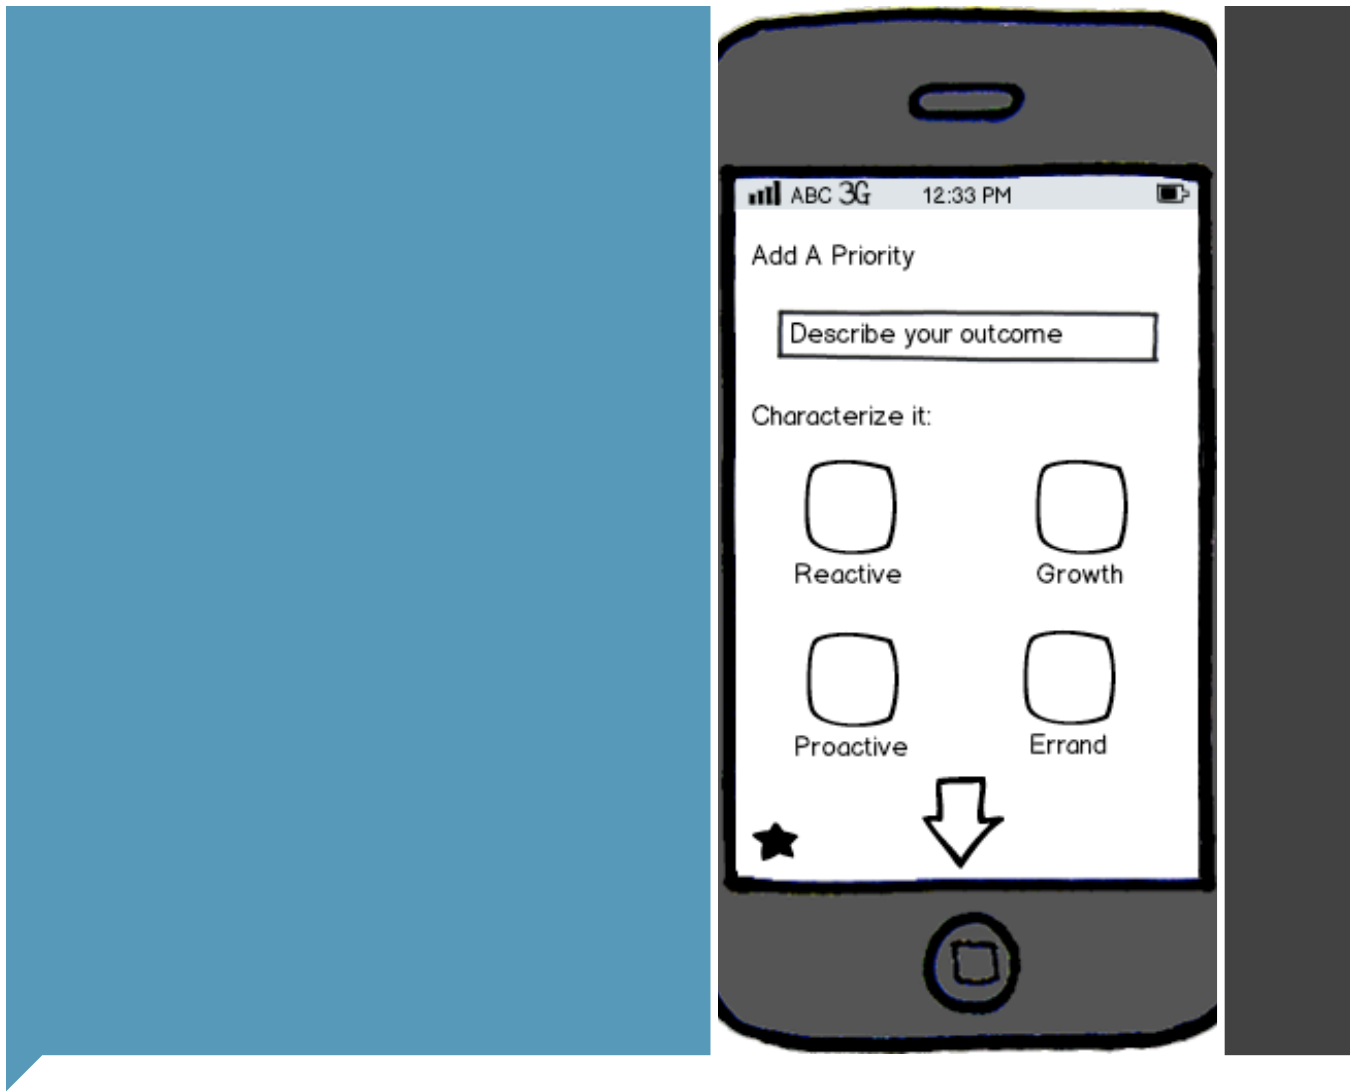 ABC 3G 12:33 PM
Add A Priority
Describe your outcome
Characterize it:
Reactive Growth
Proactive Errand